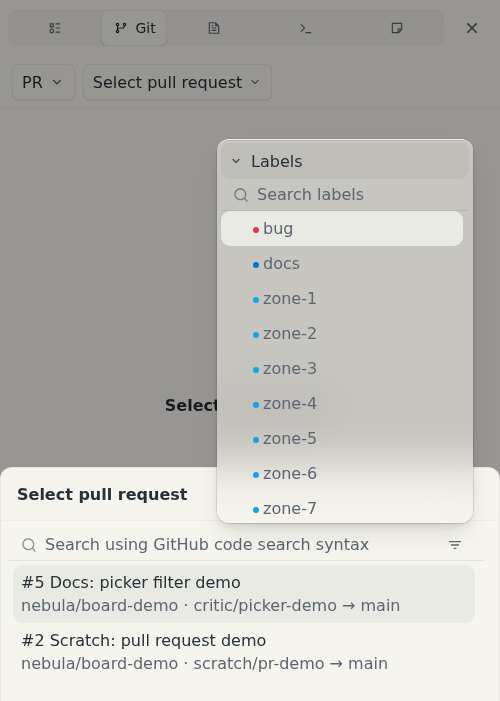 Git
PR
Select pull request
Labels
Search labels
bug
docs
zone-1
zone-2
zone-3
zone-4
Select
zone-5
zone-6
zone-7
Select pull request
Search using GitHub code search syntax
#5 Docs: picker filter demo
nebula/board-demo · critic/picker-demo → main
#2 Scratch: pull request demo
nebula/board-demo · scratch/pr-demo → main